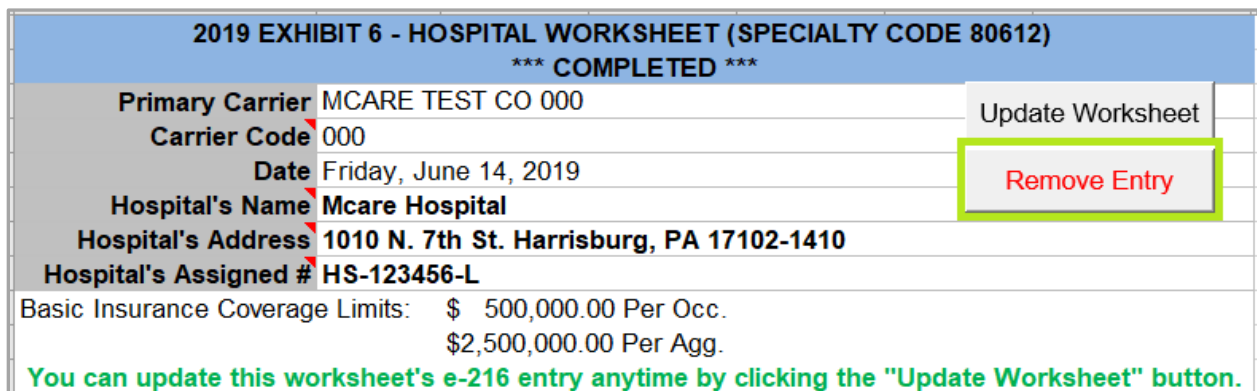 2019 EXHIBIT 6 - HOSPITAL WORKSHEET (SPECIALTY CODE 80612)
*** COMPLETED ***
Primary Carrier MCARE TEST CO 000
Update Worksheet
Carrier Code 000
Date Friday, June 14, 2019
Remove Entry
Hospital's Name Mcare Hospital
Hospital's Address 1010 N. 7th St. Harrisburg, PA 17102-1410
Hospital's Assigned # HS-123456-L
Basic Insurance Coverage Limits: $ 500,000.00 Per Occ.
$2,500,000.00 Per Agg.
You can update this worksheet's e-216 entry anytime by clicking the "Update Worksheet" button.